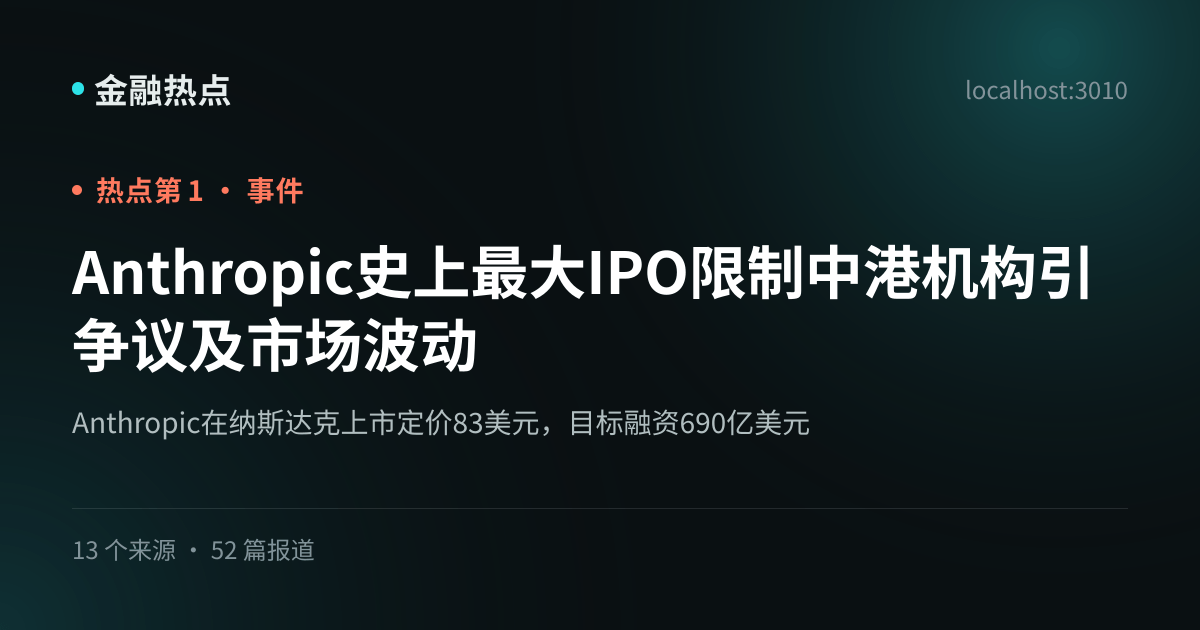 金融热点
localhost:3010
热点第 1 · 事件
Anthropic史上最大IPO限制中港机构引
争议及市场波动
Anthropic在纳斯达克上市定价83美元，目标融资690亿美元
13 个来源 · 52 篇报道